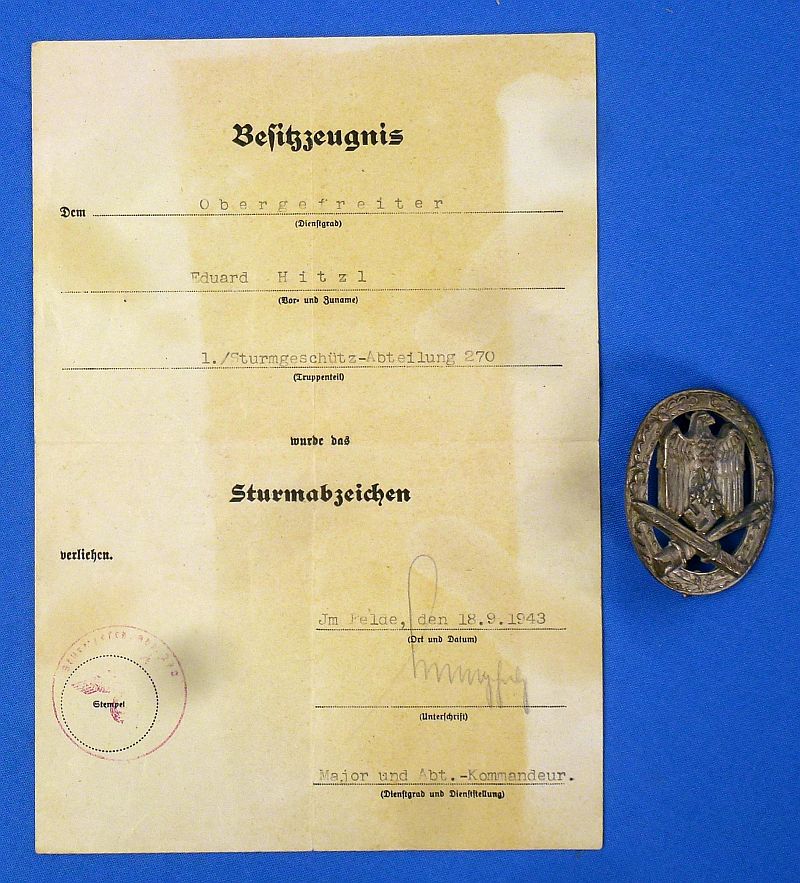 Besitzzeugnis
Dem Obergefreiter
(Dienstgrad)
Eduard Hitzl
(Vor- und Zuname)
1./Sturmgeschütz-Abteilung 270
(Truppenteil)
wurde das
Sturmabzeichen
verliehen.
Jm Felde, den 18.9.1943
(Ort und Datum)
(Unterschrift)
Stempel
Major und Abt.-Kommandeur.
(Dienstgrad und Dienststellung)